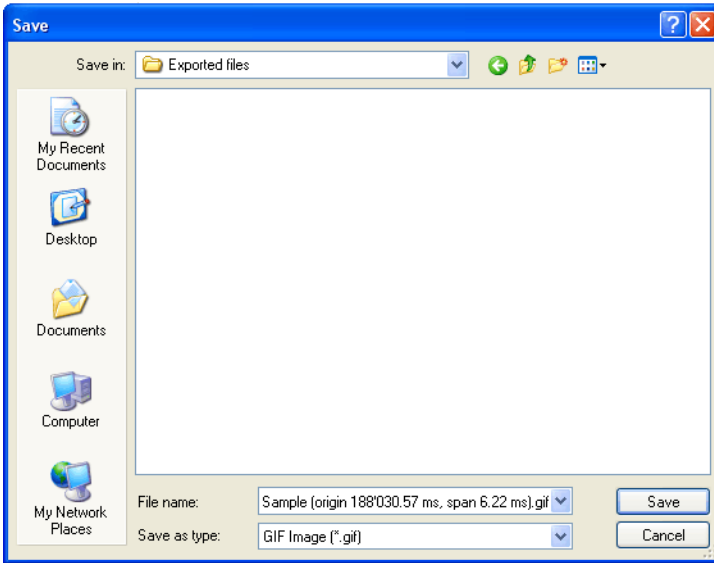 Save
Save in: Exported files
My Recent
Documents
Desktop
Documents
Computer
My Network
Places
File name: Sample (origin 188'030.57 ms, span 6.22 ms).gif
Save
Save as type: GIF Image (*.gif)
Cancel